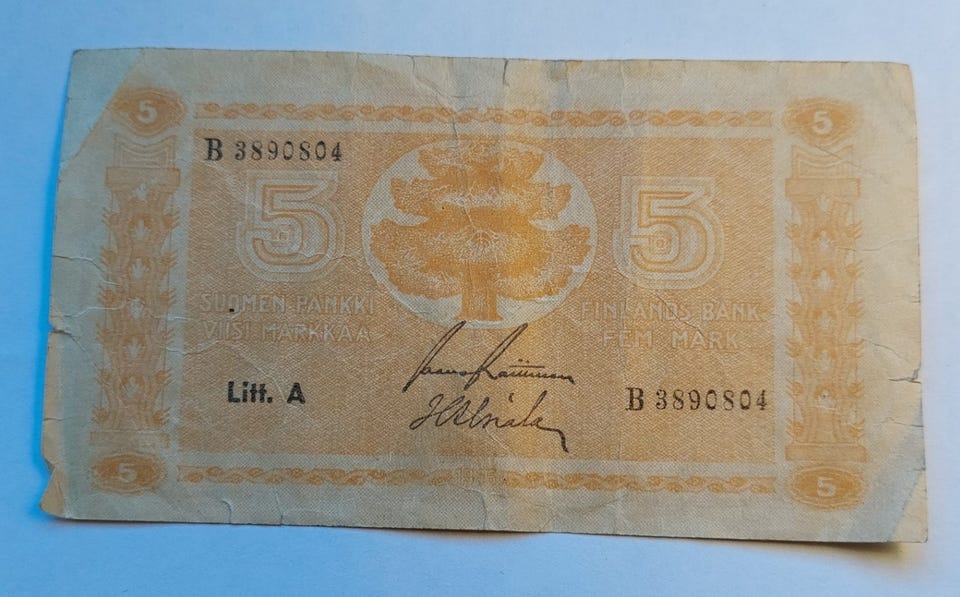 5 5
B 3890804
5 5
SUOMEN PANKKI FINLANDS BANK
VIISI MARKKAA FEM MARK
Litt. A
B 3890804
5 5